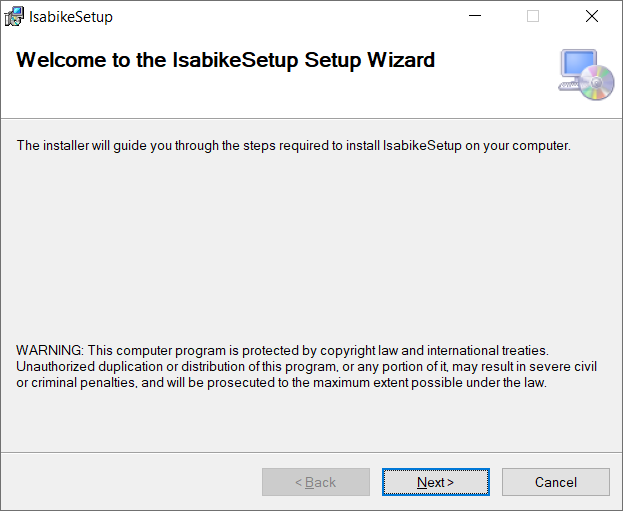 IsabikeSetup
Welcome to the IsabikeSetup Setup Wizard
The installer will guide you through the steps required to install IsabikeSetup on your computer.
WARNING: This computer program is protected by copyright law and international treaties.
Unauthorized duplication or distribution of this program, or any portion of it, may result in severe civil
or criminal penalties, and will be prosecuted to the maximum extent possible under the law.
< Back Next > Cancel